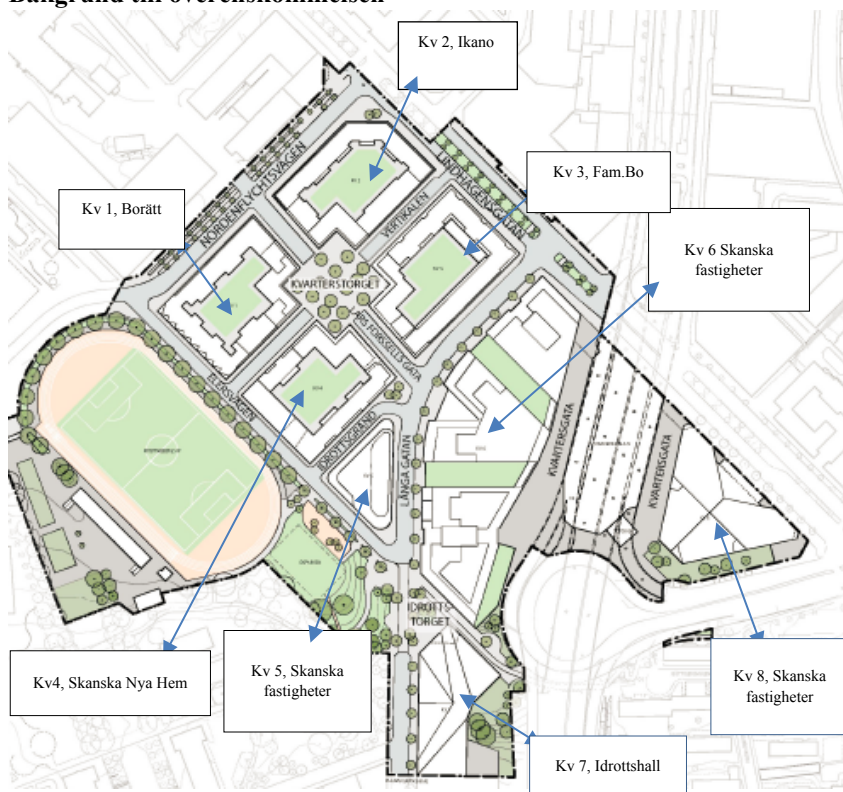 Bakgrund till överenskommelsen
Kv 2, Ikano
Kv 3, Fam.Bo
Kv 1, Borätt
Kv 6 Skanska
fastigheter
NORDENFLYCHTSVÄGEN
LINDHAGENSGATAN
VERTIKALEN
KVARTERSTORGET
ELERSVÄGEN
IDROTTSGRÄND
LÅNGA GATAN
KVARTERSGATA
KVARTERSGATA
IDROTTS-
TORGET
Kv4, Skanska Nya Hem
Kv 5, Skanska
fastigheter
Kv 8, Skanska
fastigheter
Kv 7, Idrottshall